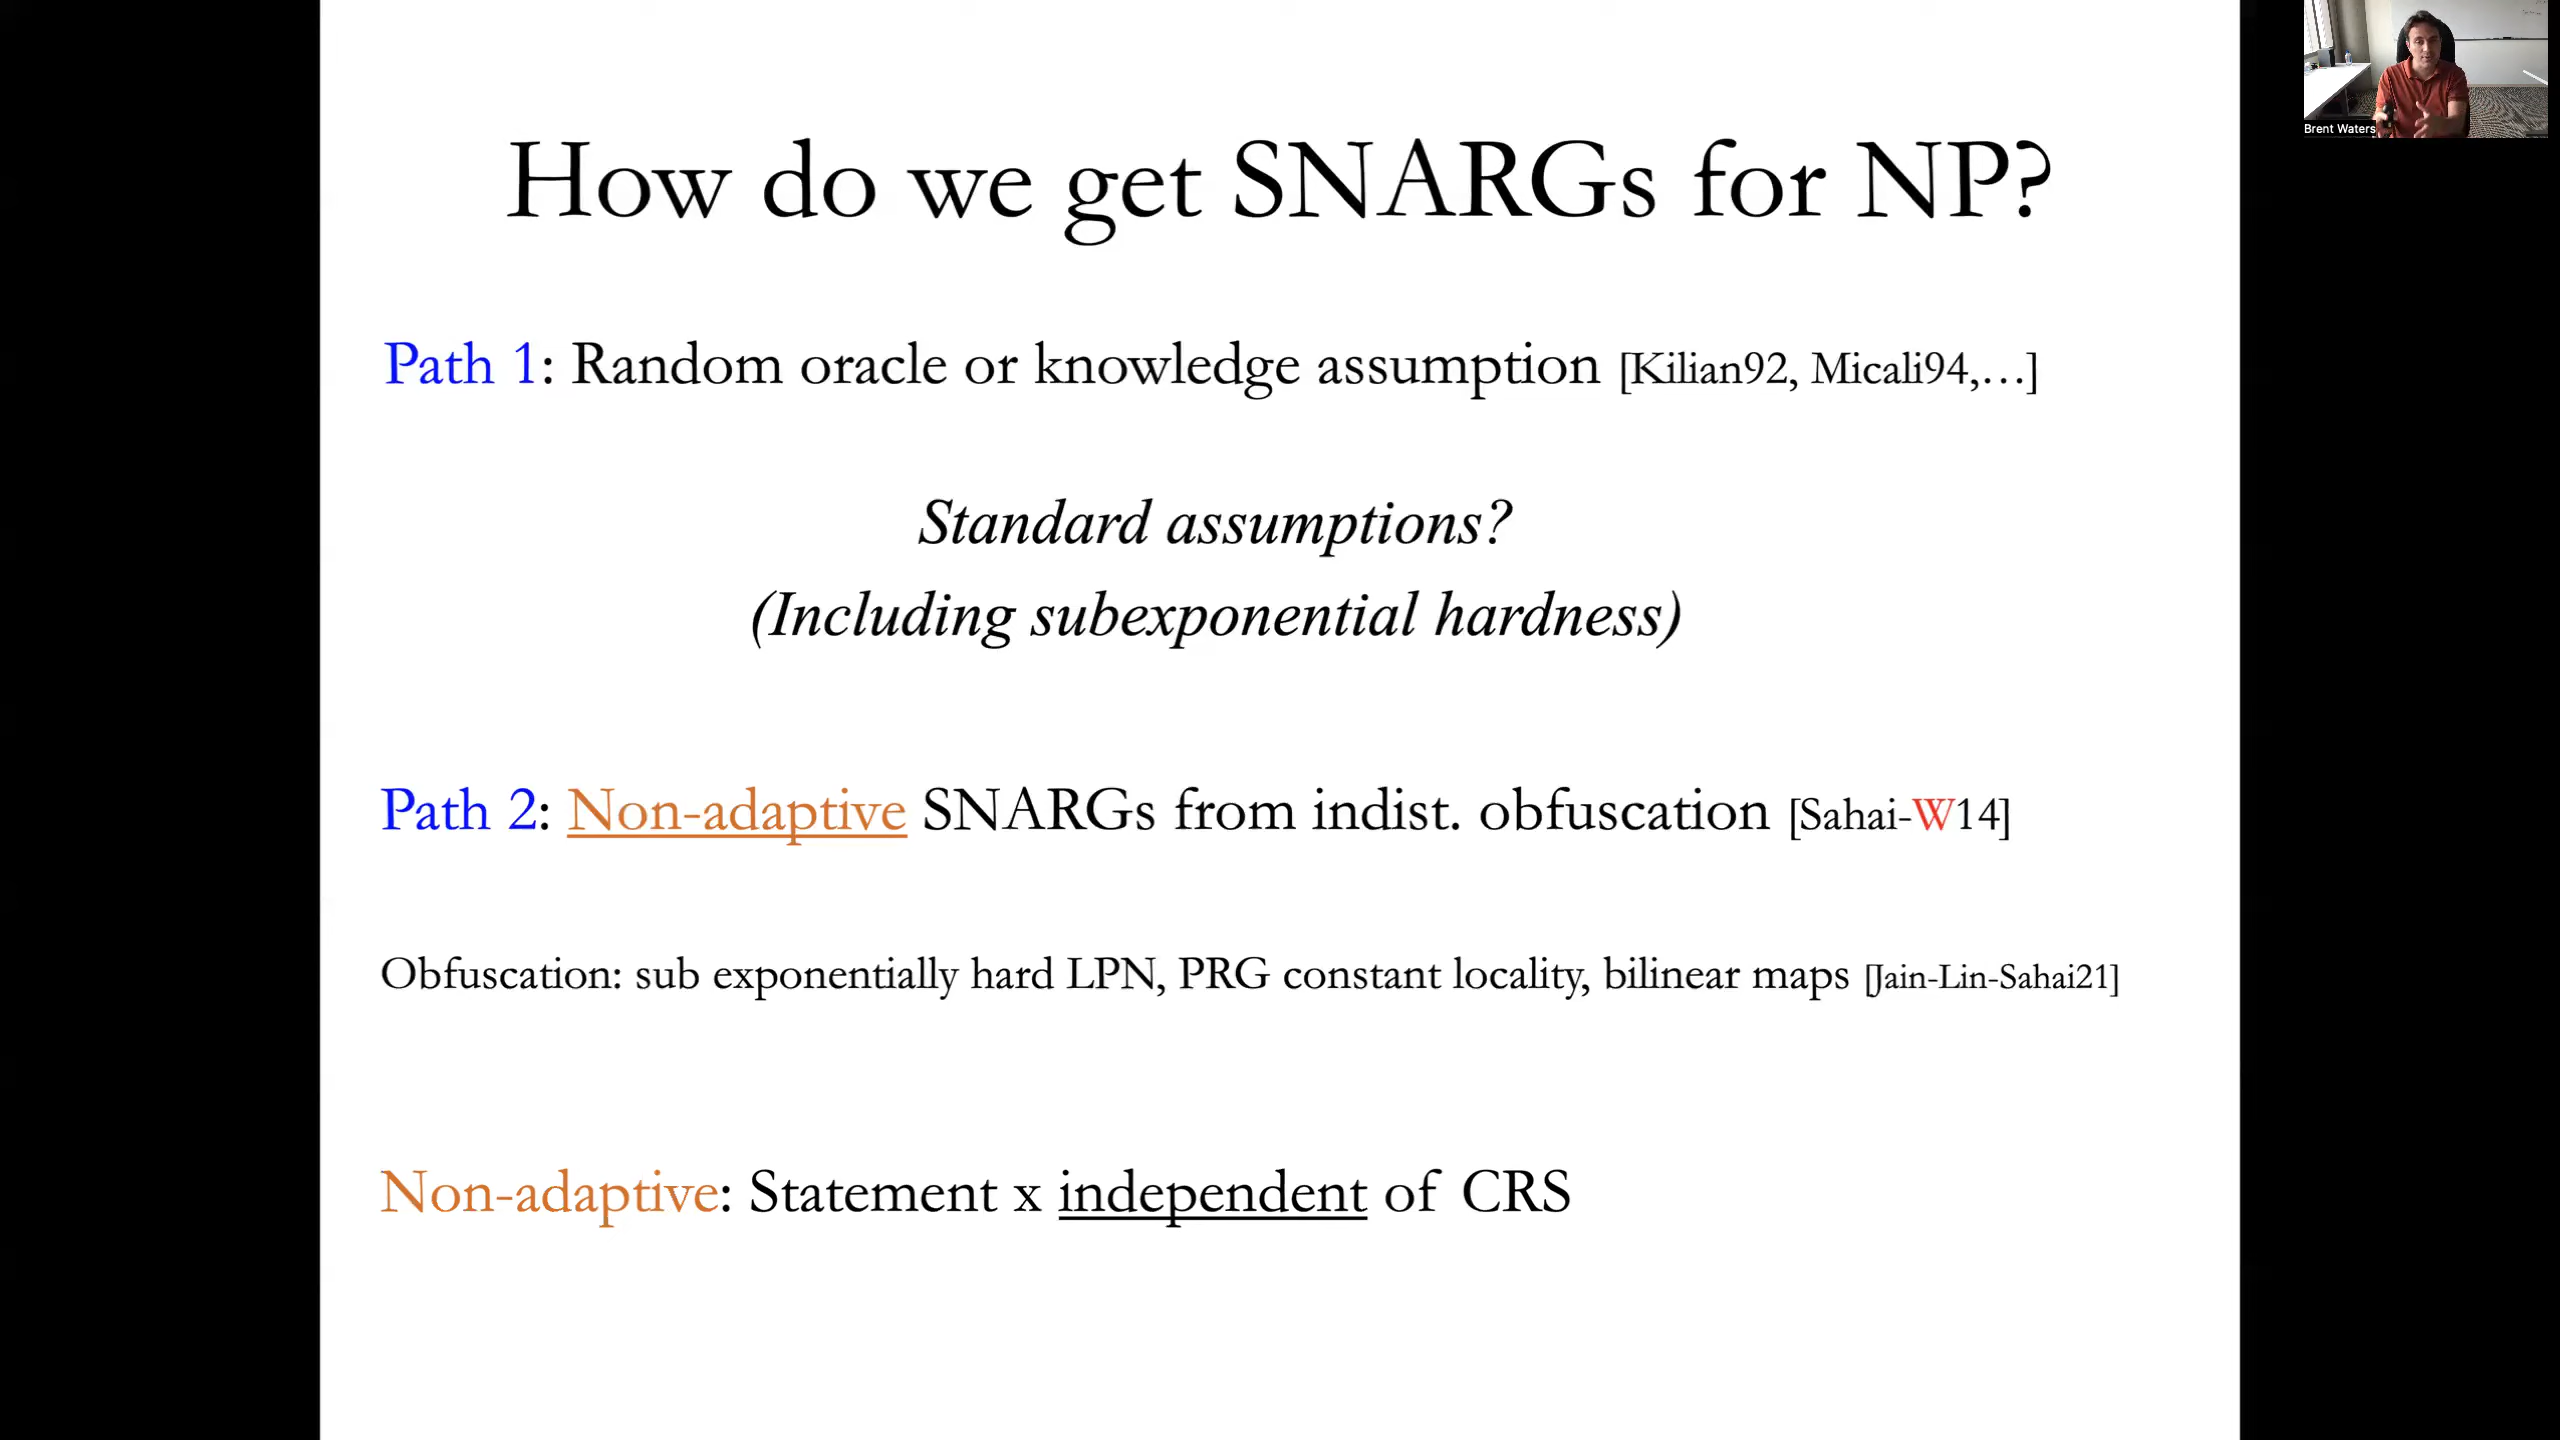 How do we get SNARGs for NP?
Path 1: Random oracle or knowledge assumption [Kilian92, Micali94,…]
Standard assumptions?
(Including subexponential hardness)
Path 2: Non-adaptive SNARGs from indist. obfuscation [Sahai-W14]
Obfuscation: sub exponentially hard LPN, PRG constant locality, bilinear maps [Jain-Lin-Sahai21]
Non-adaptive: Statement x independent of CRS
Brent Waters